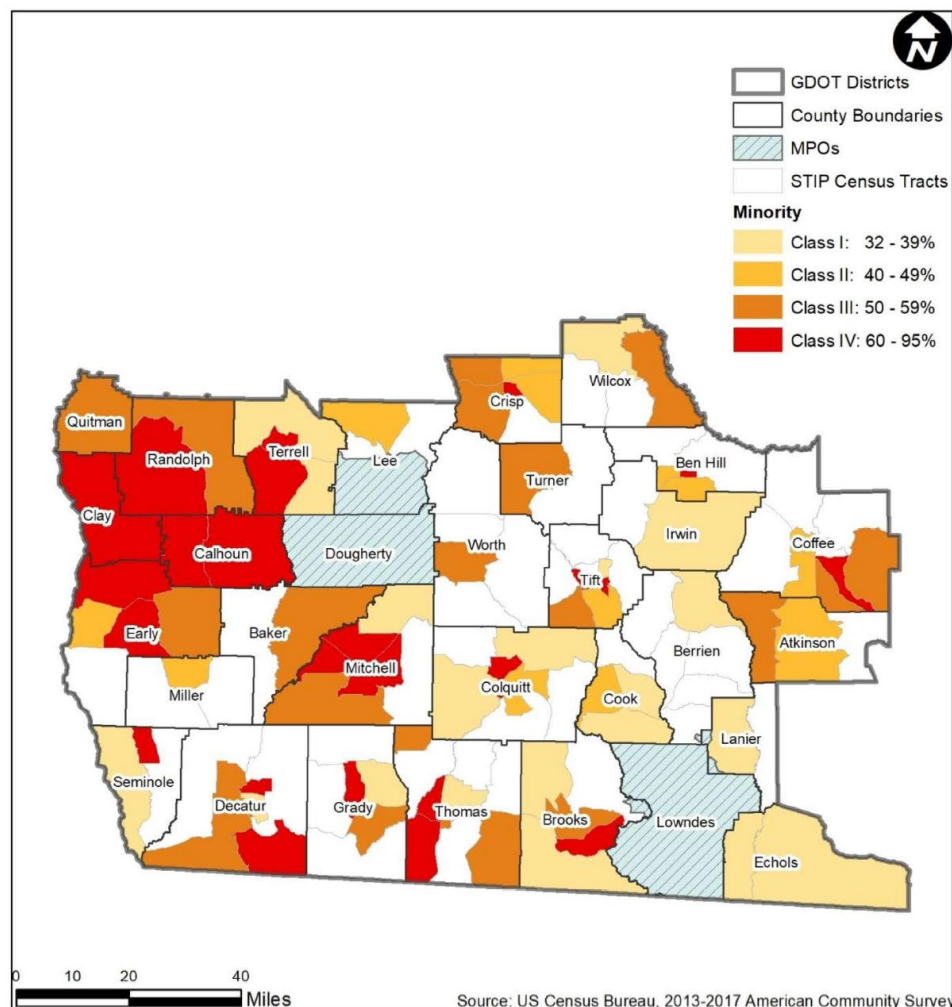 N
GDOT Districts
County Boundaries
MPOs
STIP Census Tracts
Minority
Class I: 32 - 39%
Class II: 40 - 49%
Class III: 50 - 59%
Class IV: 60 - 95%
Wilcox
Crisp
Quitman
Terrell
Randolph
Lee
Ben Hill
Turner
Clay
Irwin
Coffee
Worth
Calhoun
Dougherty
Tift
Early
Baker
Atkinson
Berrien
Mitchell
Colquitt
Miller
Cook
Lanier
Seminole
Decatur
Grady
Thomas
Brooks
Lowndes
Echols
0 10 20 40
Miles
Source: US Census Bureau, 2013-2017 American Community Survey